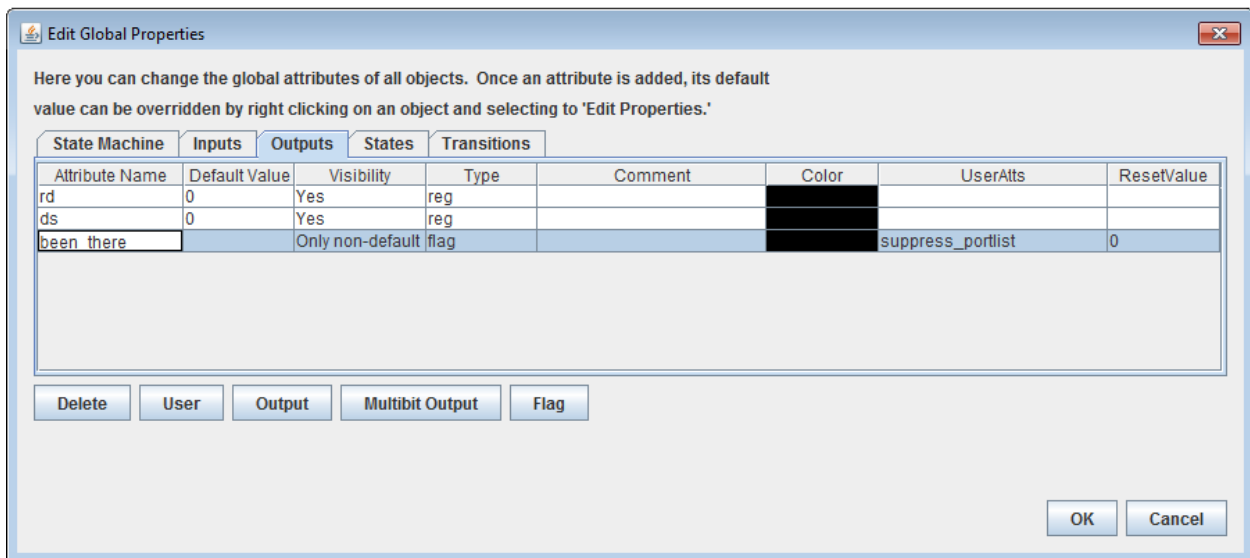 Edit Global Properties
Here you can change the global attributes of all objects. Once an attribute is added, its default
value can be overridden by right clicking on an object and selecting to 'Edit Properties.'
State Machine Inputs Outputs States Transitions
Attribute Name Default Value Visibility Type Comment Color UserAtts ResetValue
rd 0 Yes reg
ds 0 Yes reg
been_there Only non-default flag suppress_portlist 0
Delete User Output Multibit Output Flag
OK Cancel